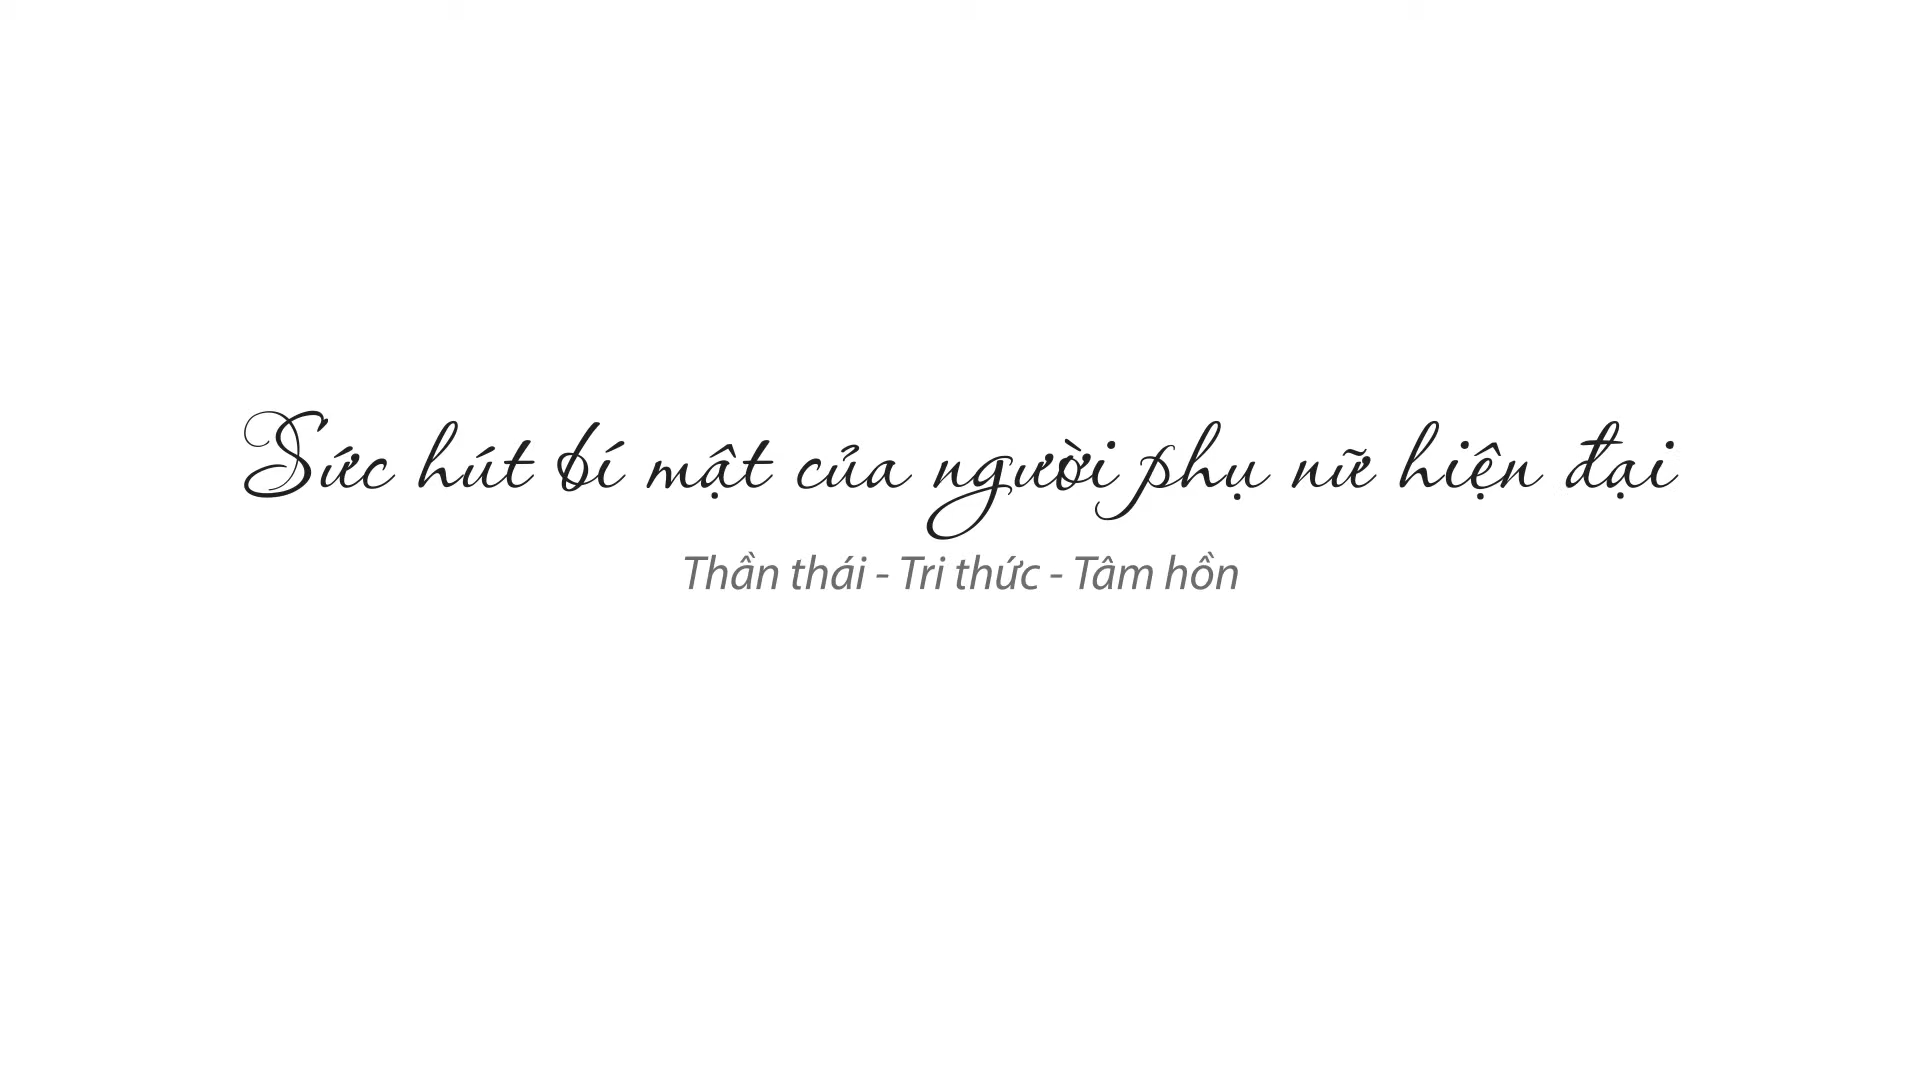 Sức hút bí mật của người phụ nữ hiện đại
Thần thái - Tri thức - Tâm hồn